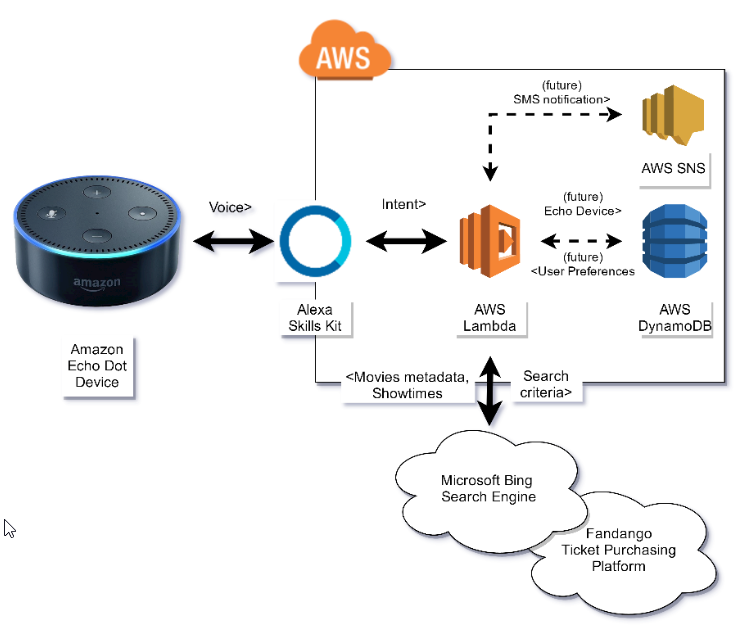 AWS
(future)
SMS notification>
AWS SNS
Voice>
Intent>
(future)
Echo Device>
(future)
<User Preferences
amazon
Alexa
Skills Kit
AWS
Lambda
AWS
DynamoDB
Amazon
Echo Dot
Device
<Movies metadata,
Showtimes
Search
criteria>
Microsoft Bing
Search Engine
Fandango
Ticket Purchasing
Platform